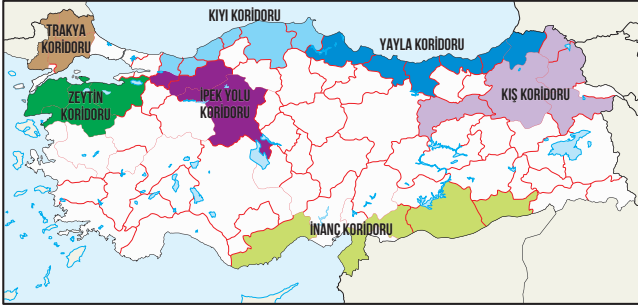 KIYI KORİDORU
TRAKYA
KORİDORU
YAYLA KORİDORU
ZEYTİN
KORİDORU
İPEK YOLU
KORİDORU
KIŞ KORİDORU
İNANÇ KORİDORU